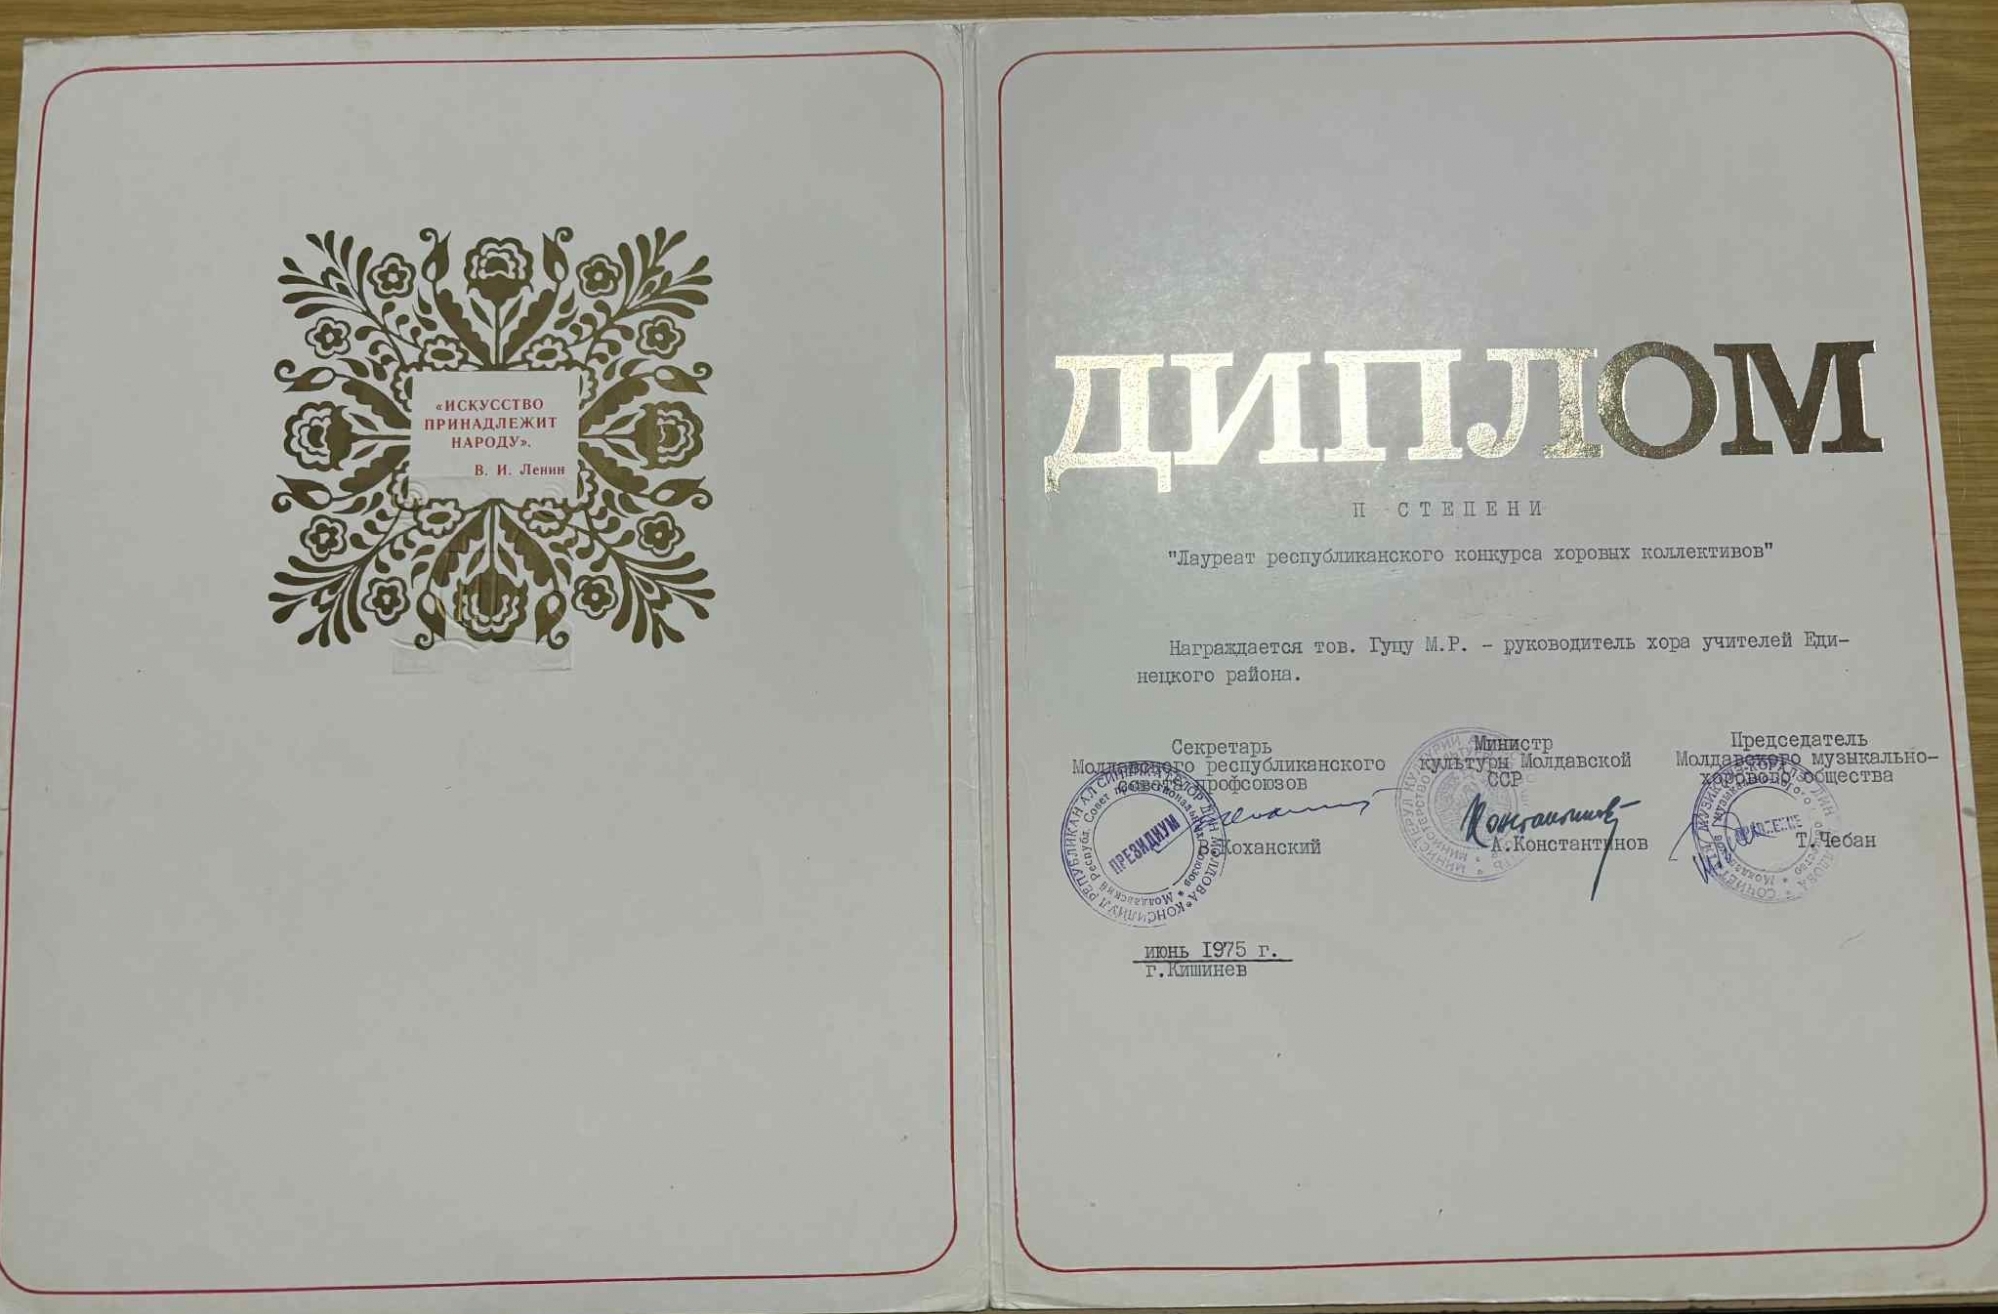 «ИСКУССТВО
ПРИНАДЛЕЖИТ
НАРОДУ».
В. И. Ленин
ДИПЛОМ
П СТЕПЕНИ
"Лауреат республиканского конкурса хоровых коллективов"
Награждается тов. Гуцу М.Р. - руководитель хора учителей Еди-
нецкого района.
Секретарь
Молдавского республиканского
совета профсоюзов
В.Коханский
ПРЕЗИДИУМ
Министр
культуры Молдавской
ССР
Константинов
А.Константинов
Председатель
Молдавского музыкально-
хорового общества
Т.Чебан
июнь 1975 г.
г.Кишинев